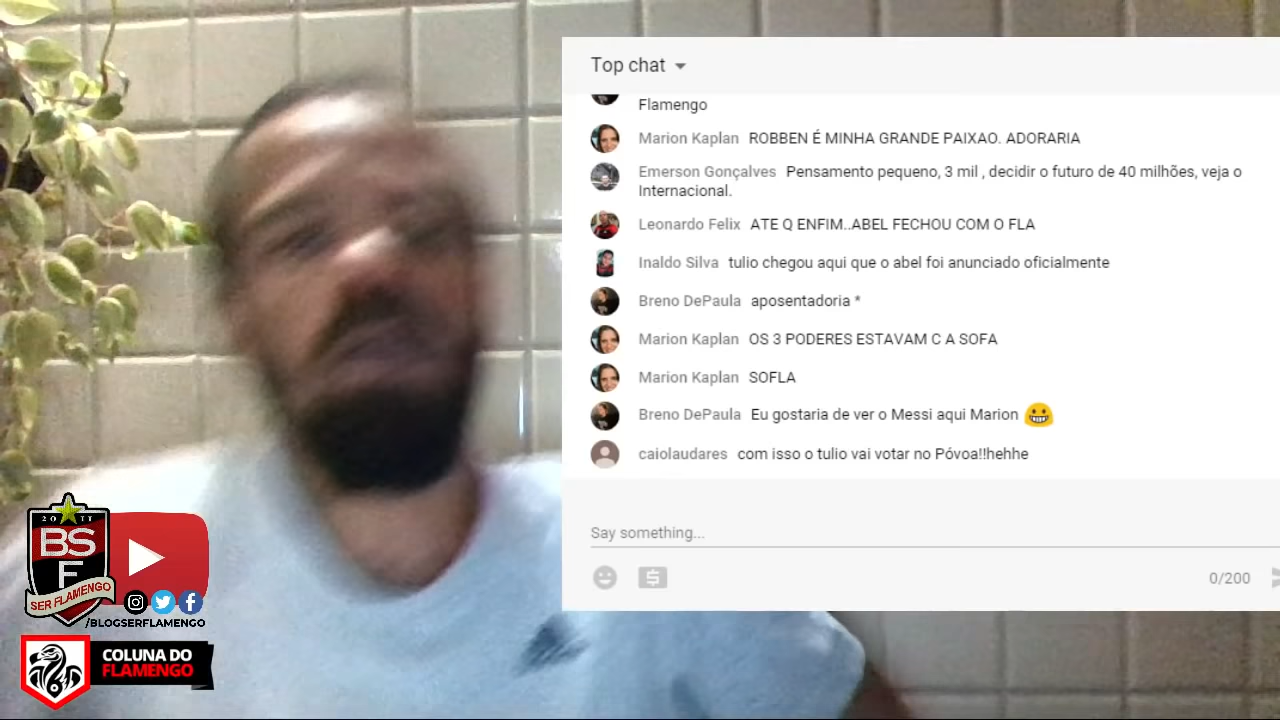 Top chat
Flamengo
Marion Kaplan ROBBEN É MINHA GRANDE PAIXAO. ADORARIA
Emerson Gonçalves Pensamento pequeno, 3 mil , decidir o futuro de 40 milhões, veja o
Internacional.
Leonardo Felix ATE Q ENFIM..ABEL FECHOU COM O FLA
Inaldo Silva tulio chegou aqui que o abel foi anunciado oficialmente
Breno DePaula aposentadoria *
Marion Kaplan OS 3 PODERES ESTAVAM C A SOFA
Marion Kaplan SOFLA
Breno DePaula Eu gostaria de ver o Messi aqui Marion 😀
caiolaudares com isso o tulio vai votar no Póvoa!!hehhe
Say something...
0/200
2011
BSF
SER FLAMENGO
/BLOGSERFLAMENGO
COLUNA DO
FLAMENGO